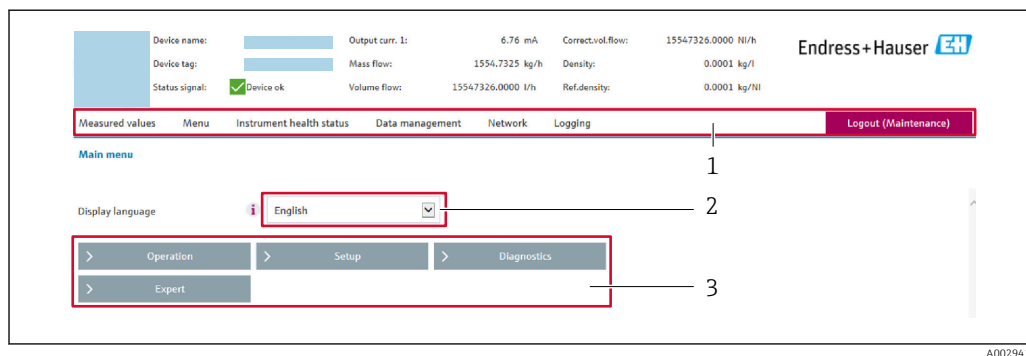 Device name: Output curr. 1: 6.76 mA Correct.vol.flow: 15547326.0000 Nl/h
Endress+Hauser EH
Device tag: Mass flow: 1554.7325 kg/h Density: 0.0001 kg/l
Status signal: Device ok Volume flow: 15547326.0000 l/h Ref.density: 0.0001 kg/Nl
Measured values Menu Instrument health status Data management Network Logging Logout (Maintenance)
1
Main menu
Display language i English 2
> Operation > Setup > Diagnostics
> Expert 3